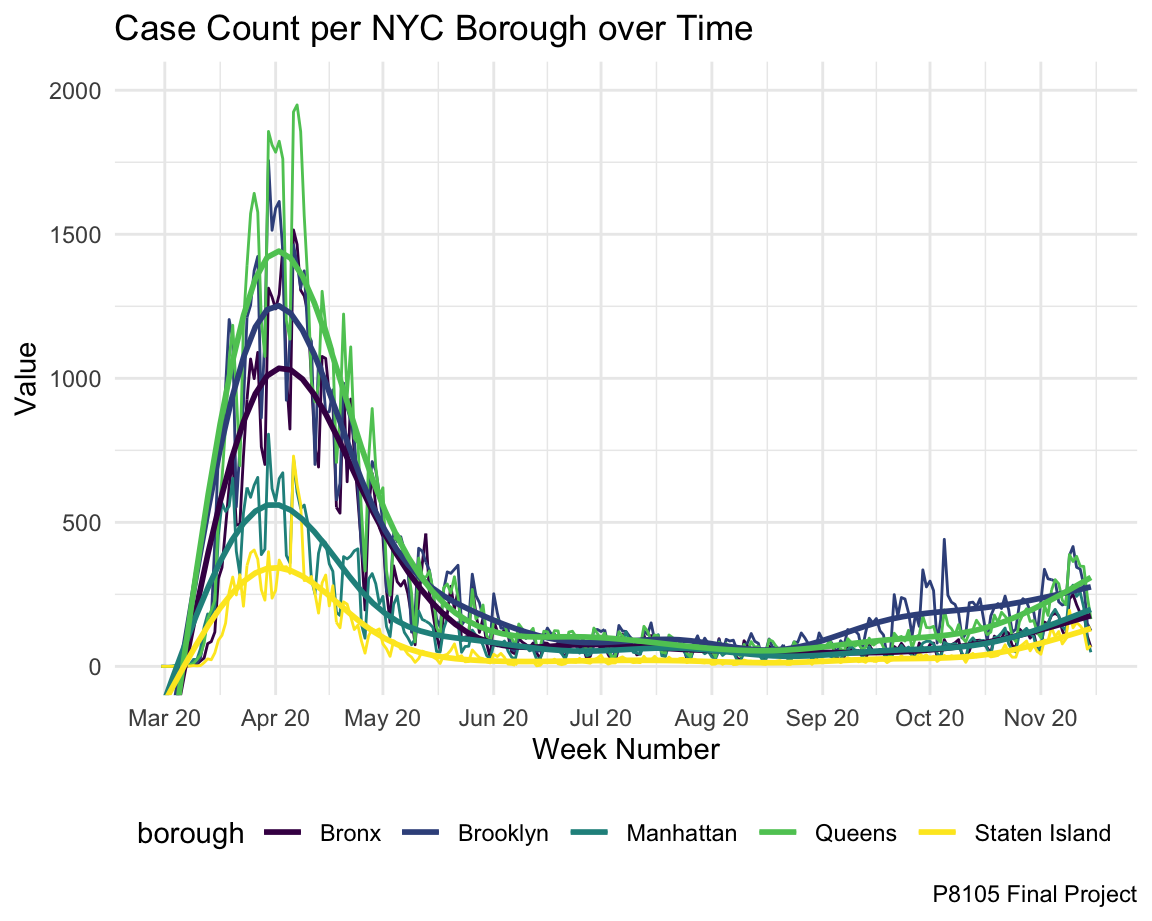 Case Count per NYC Borough over Time
Value
2000
1500
1000
500
0
Mar 20 Apr 20 May 20 Jun 20 Jul 20 Aug 20 Sep 20 Oct 20 Nov 20
Week Number
borough Bronx Brooklyn Manhattan Queens Staten Island
P8105 Final Project